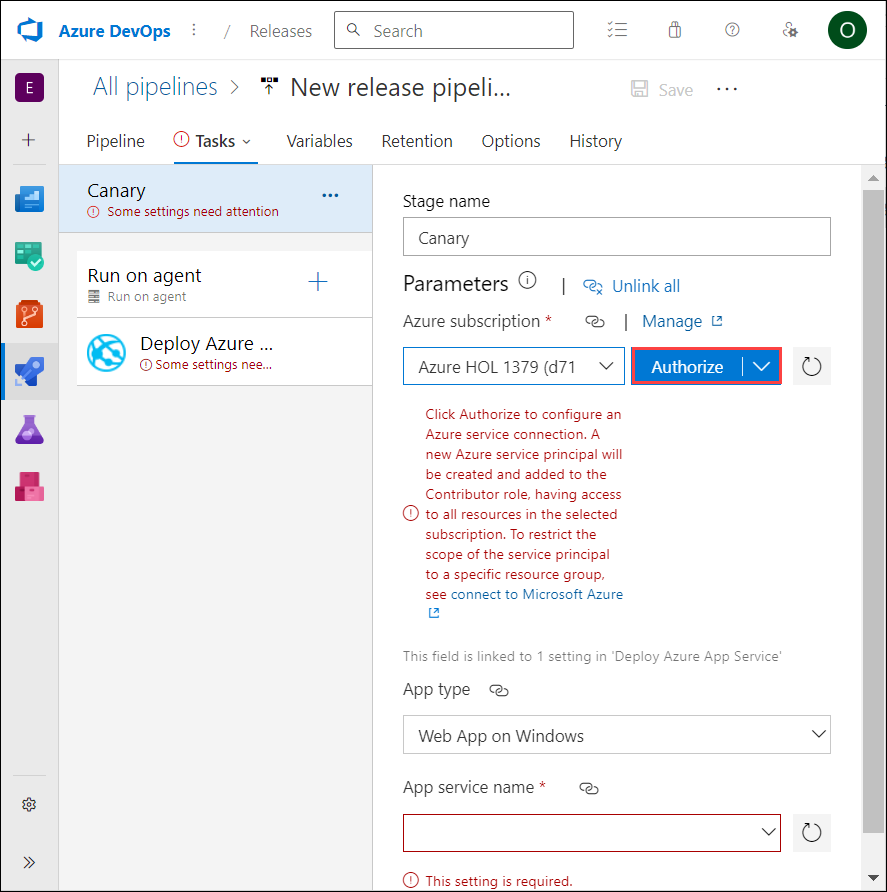 Azure DevOps / Releases Search O
E All pipelines > New release pipeli... Save ...
Pipeline Tasks Variables Retention Options History
Canary ...
Some settings need attention
Run on agent
Run on agent
Deploy Azure ...
Some settings nee...
Stage name
Canary
Parameters | Unlink all
Azure subscription * | Manage
Azure HOL 1379 (d71 Authorize
Click Authorize to configure an
Azure service connection. A
new Azure service principal will
be created and added to the
Contributor role, having access
to all resources in the selected
subscription. To restrict the
scope of the service principal
to a specific resource group,
see connect to Microsoft Azure
This field is linked to 1 setting in 'Deploy Azure App Service'
App type
Web App on Windows
App service name *
This setting is required.